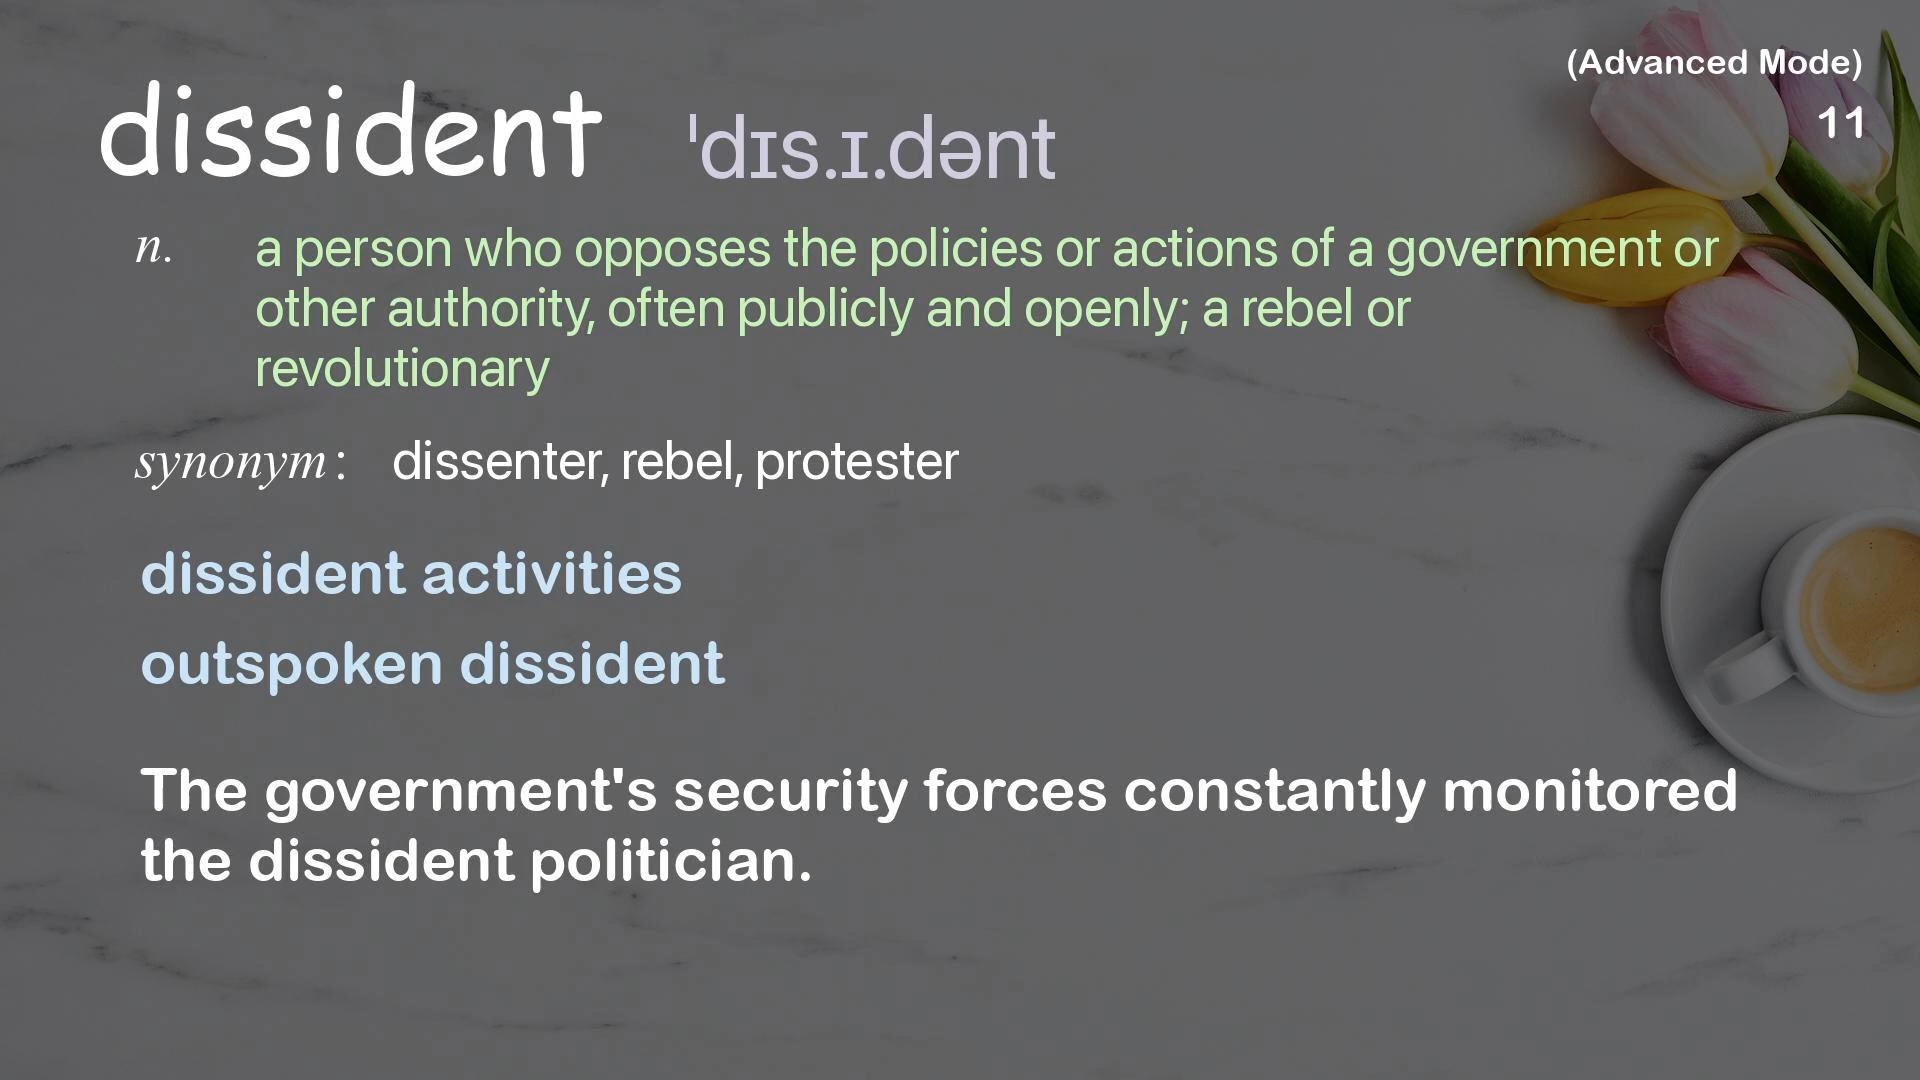 (Advanced Mode)
11
dissident ˈdɪs.ɪ.dənt
n. a person who opposes the policies or actions of a government or
other authority, often publicly and openly; a rebel or
revolutionary
synonym: dissenter, rebel, protester
dissident activities
outspoken dissident
The government's security forces constantly monitored
the dissident politician.